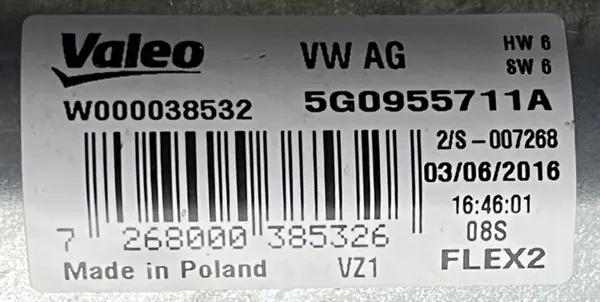 Valeo VW AG HW 6
SW 6
W000038532 5G0955711A
2/S-007268
03/06/2016
16:46:01
08S
7 268000 385326
Made in Poland VZ1 FLEX2